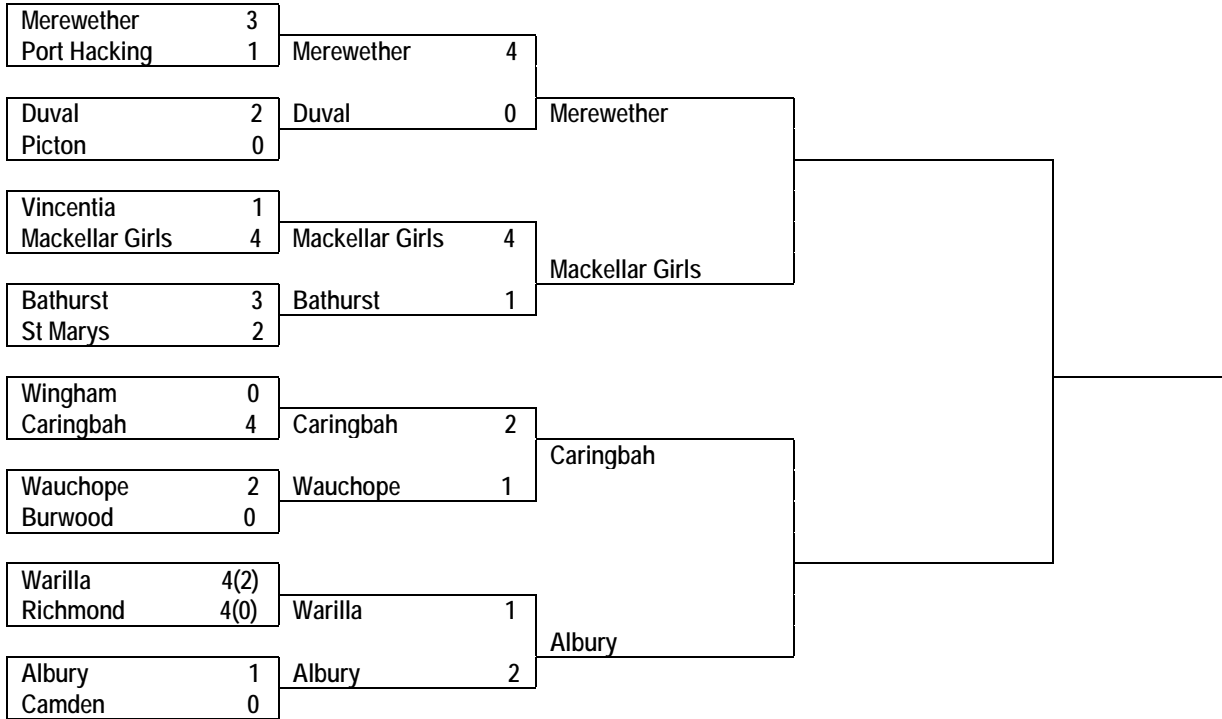 Merewether 3
Port Hacking 1 Merewether 4
Duval 2 Duval 0 Merewether
Picton 0
Vincentia 1
Mackellar Girls 4 Mackellar Girls 4
Mackellar Girls
Bathurst 3 Bathurst 1
St Marys 2
Wingham 0
Caringbah 4 Caringbah 2
Caringbah
Wauchope 2 Wauchope 1
Burwood 0
Warilla 4(2)
Richmond 4(0) Warilla 1
Albury
Albury 1 Albury 2
Camden 0